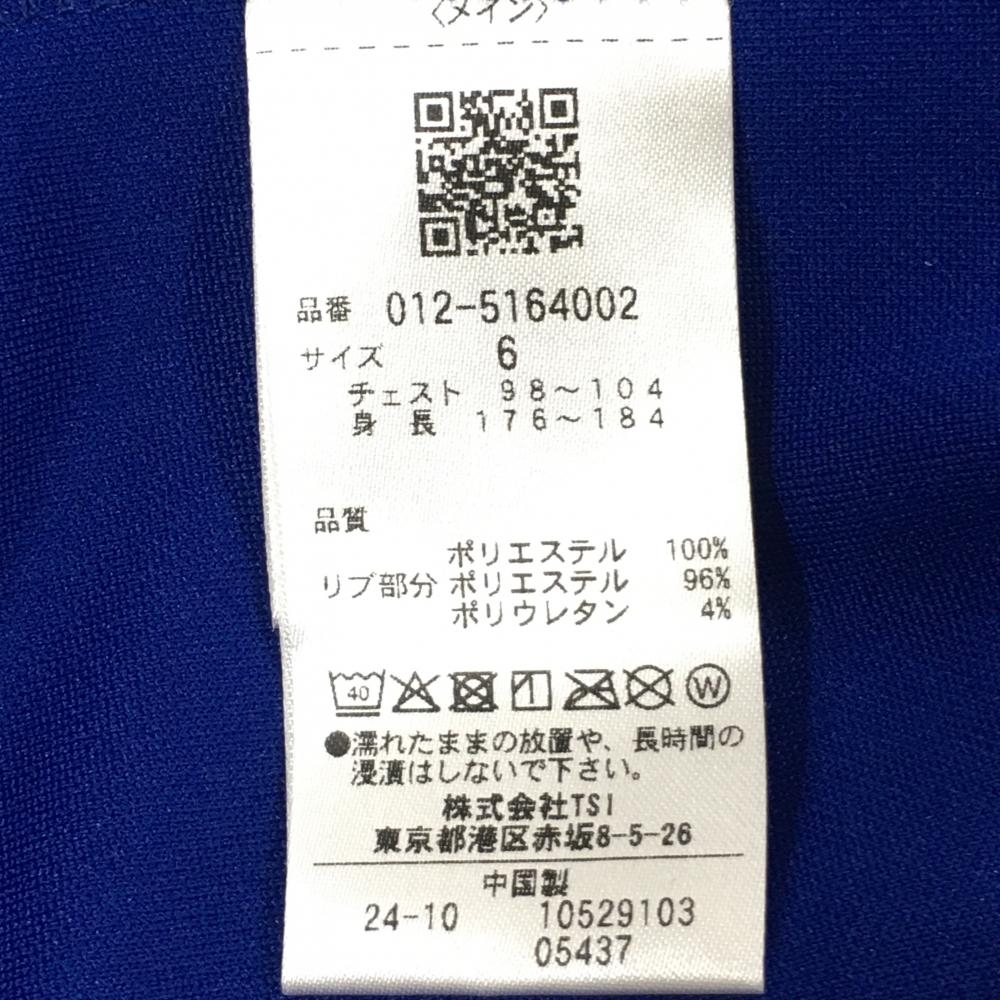 〈メイン〉
品番 012-5164002
サイズ 6
チェスト 98～104
身長 176～184
品質
ポリエステル 100%
リブ部分 ポリエステル 96%
ポリウレタン 4%
40 W
●濡れたままの放置や、長時間の
浸漬はしないで下さい。
株式会社TSI
東京都港区赤坂8-5-26
中国製
24-10 10529103
05437